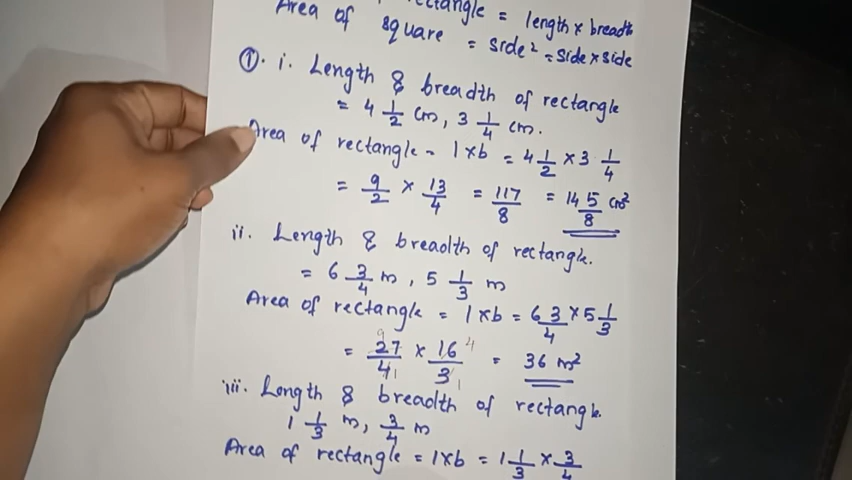 rectangle = length x breadth
Area of square = side² = side x side
①. i. Length & breadth of rectangle
= 4 1/2 cm, 3 1/4 cm.
Area of rectangle = l x b = 4 1/2 x 3 1/4
= 9/2 x 13/4 = 117/8 = 14 5/8 cm²
ii. Length & breadth of rectangle.
= 6 3/4 m, 5 1/3 m
Area of rectangle = l x b = 6 3/4 x 5 1/3
= 27/4 x 16/3 = 36 m²
iii. Length & breadth of rectangle.
1 1/3 m, 3/4 m
Area of rectangle = l x b = 1 1/3 x 3/4